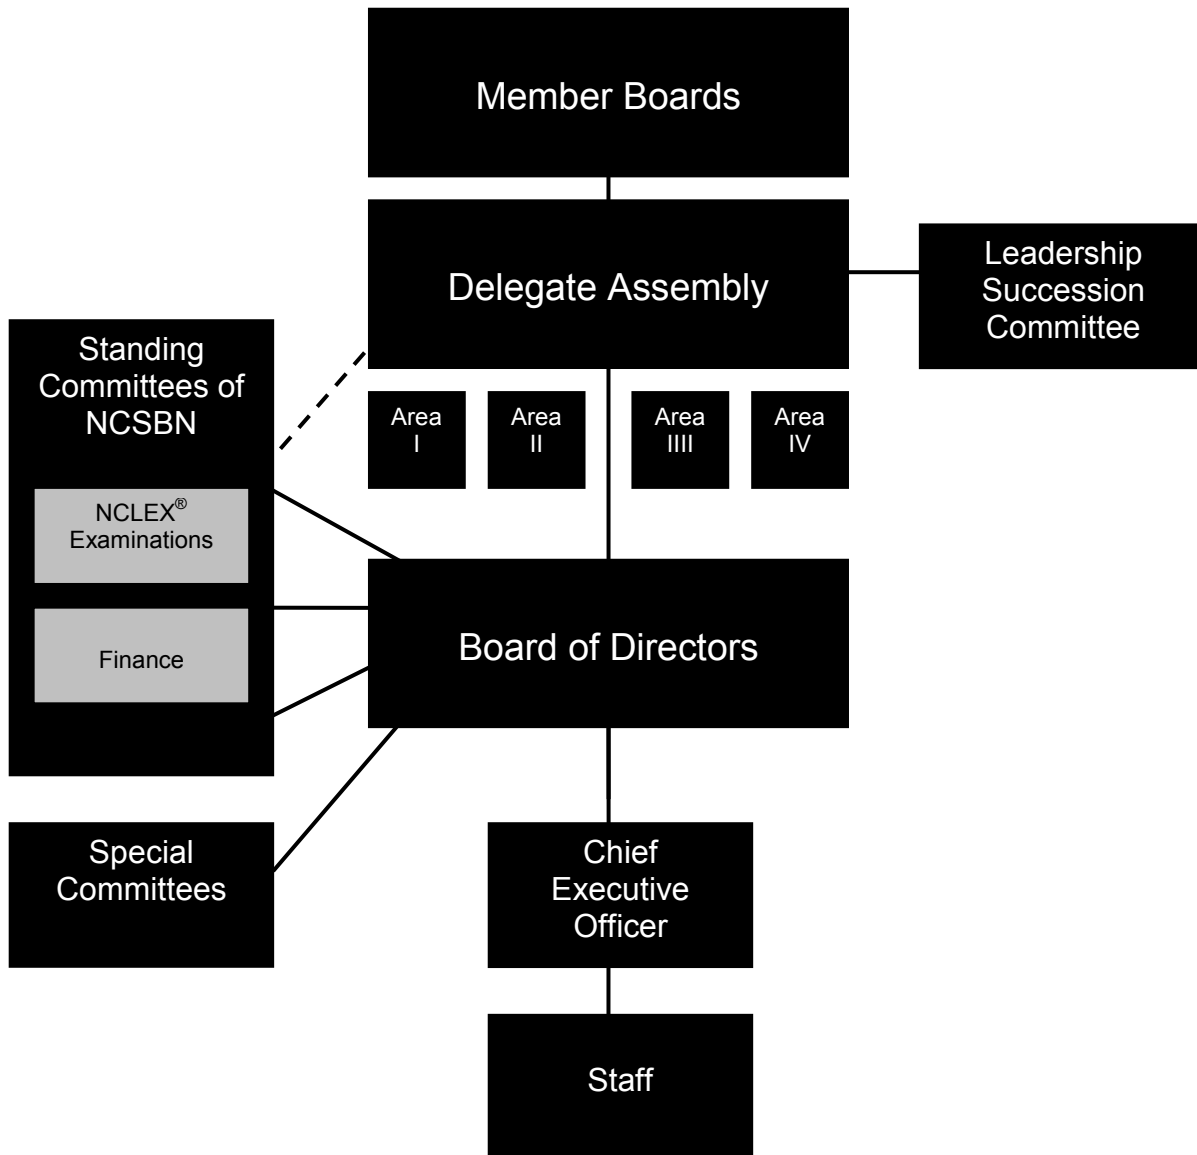 Member Boards
Delegate Assembly
Leadership
Succession
Committee
Standing
Committees of
NCSBN
NCLEX®
Examinations
Finance
Area
I
Area
II
Area
IIII
Area
IV
Board of Directors
Special
Committees
Chief
Executive
Officer
Staff